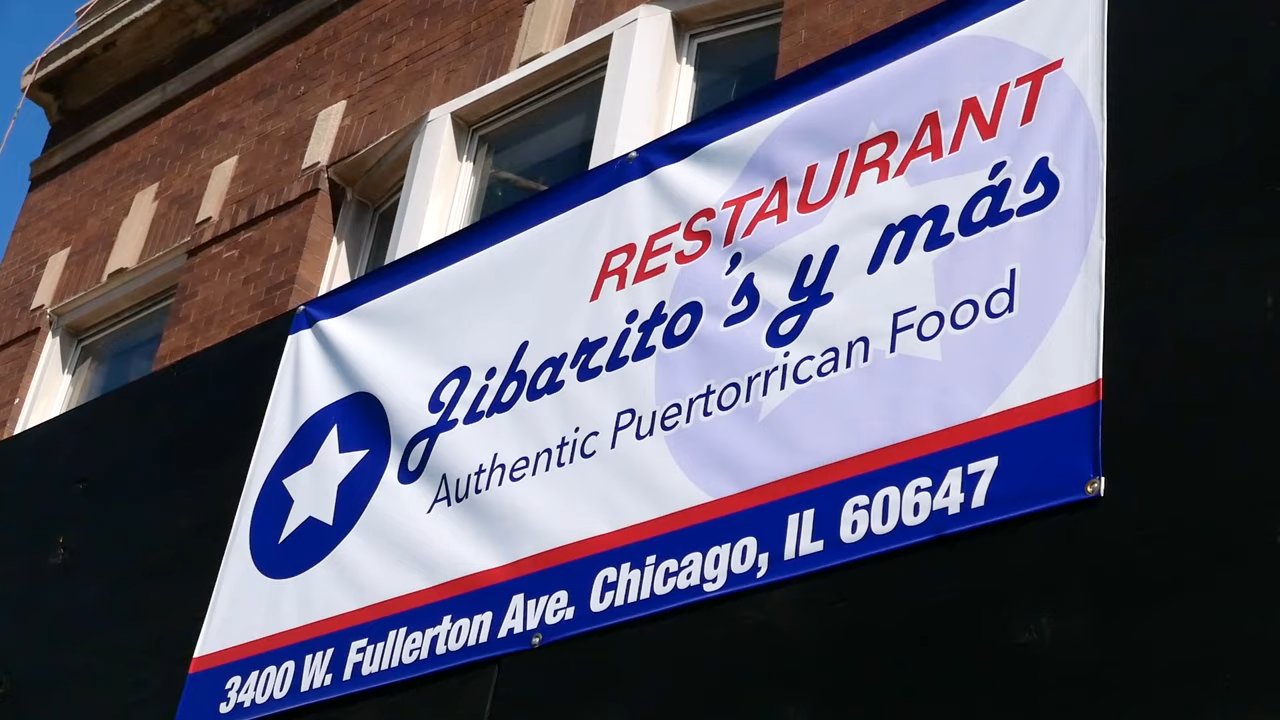 RESTAURANT
Jibarito's y más
Authentic Puertorrican Food
3400 W. Fullerton Ave. Chicago, IL 60647